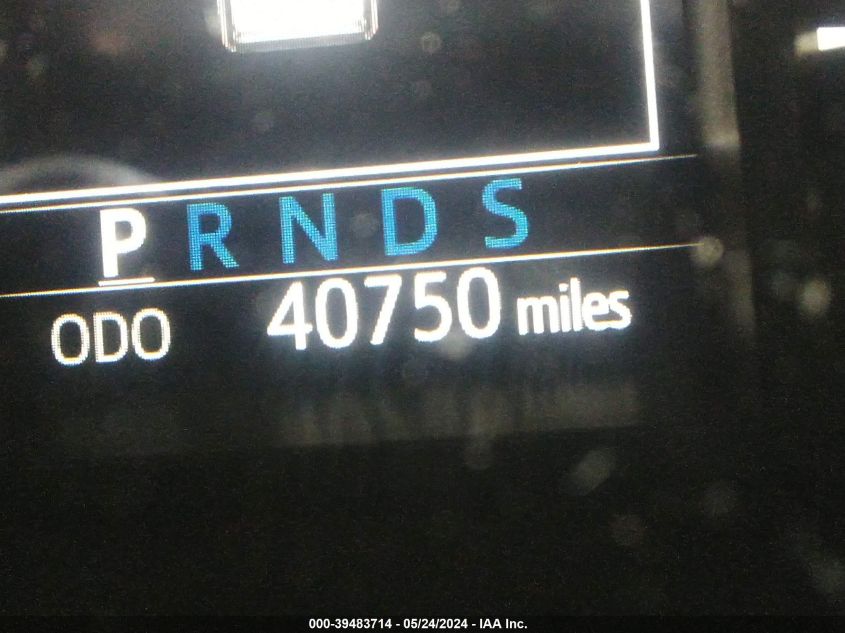 P R N D S
ODO 40750 miles
000-39483714 - 05/24/2024 - IAA Inc.